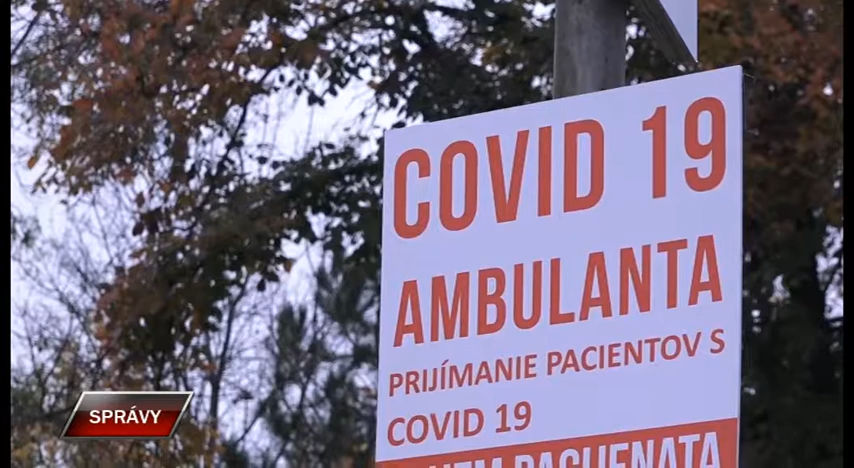 COVID 19
AMBULANTA
PRIJÍMANIE PACIENTOV S
COVID 19
SPRÁVY